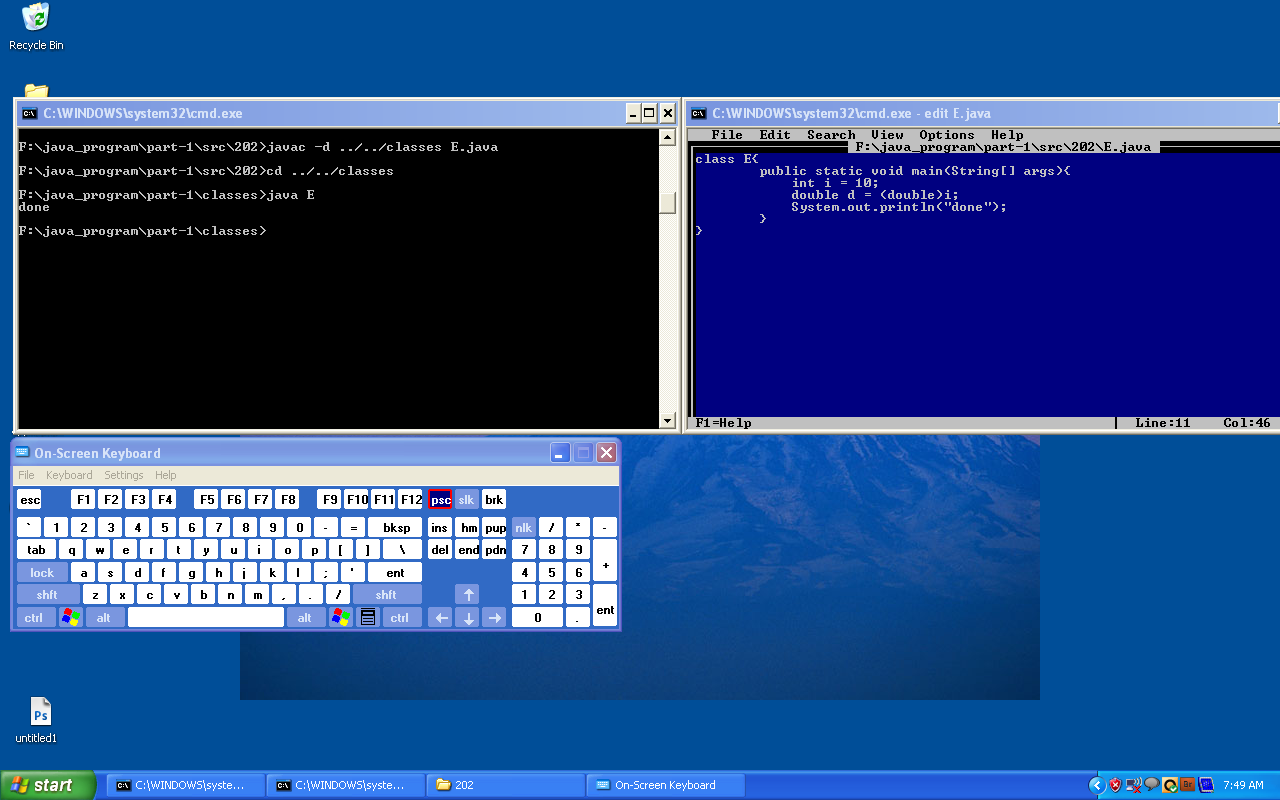 Recycle Bin
C:\WINDOWS\system32\cmd.exe
F:\java_program\part-1\src\202>javac -d ../../classes E.java
F:\java_program\part-1\src\202>cd ../../classes
F:\java_program\part-1\classes>java E
done
F:\java_program\part-1\classes>
C:\WINDOWS\system32\cmd.exe - edit E.java
File Edit Search View Options Help
F:\java_program\part-1\src\202\E.java
class E{
public static void main(String[] args){
int i = 10;
double d = (double)i;
System.out.println("done");
}
}
F1=Help Line:11 Col:46
On-Screen Keyboard
File Keyboard Settings Help
esc F1 F2 F3 F4 F5 F6 F7 F8 F9 F10 F11 F12 psc slk brk
` 1 2 3 4 5 6 7 8 9 0 - = bksp ins hm pup nlk / * -
tab q w e r t y u i o p [ ] \ del end pdn 7 8 9 +
lock a s d f g h j k l ; ' ent 4 5 6
shft z x c v b n m , . / shft ↑ 1 2 3 ent
ctrl alt alt ctrl ← ↓ → 0 .
Ps
untitled1
start C:\WINDOWS\syste... C:\WINDOWS\syste... 202 On-Screen Keyboard Br 7:49 AM